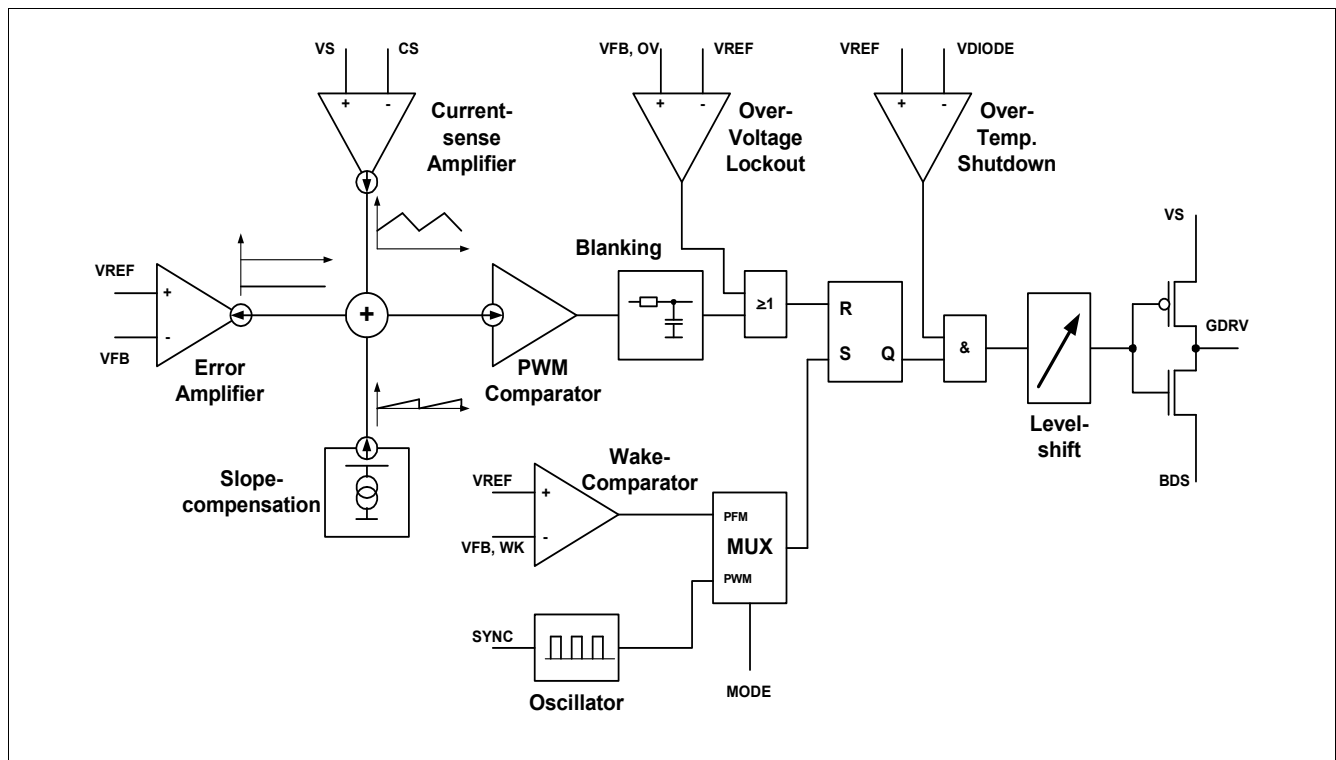 VS
CS
VFB, OV
VREF
VREF
VDIODE
+
-
+
-
+
-
Current-
sense
Amplifier
Over-
Voltage
Lockout
Over-
Temp.
Shutdown
VS
Blanking
VREF
+
-
VFB
Error
Amplifier
+
PWM
Comparator
≥1
R
S
Q
&
GDRV
Level-
shift
BDS
Slope-
compensation
Wake-
Comparator
VREF
+
-
VFB, WK
PFM
MUX
PWM
SYNC
Oscillator
MODE